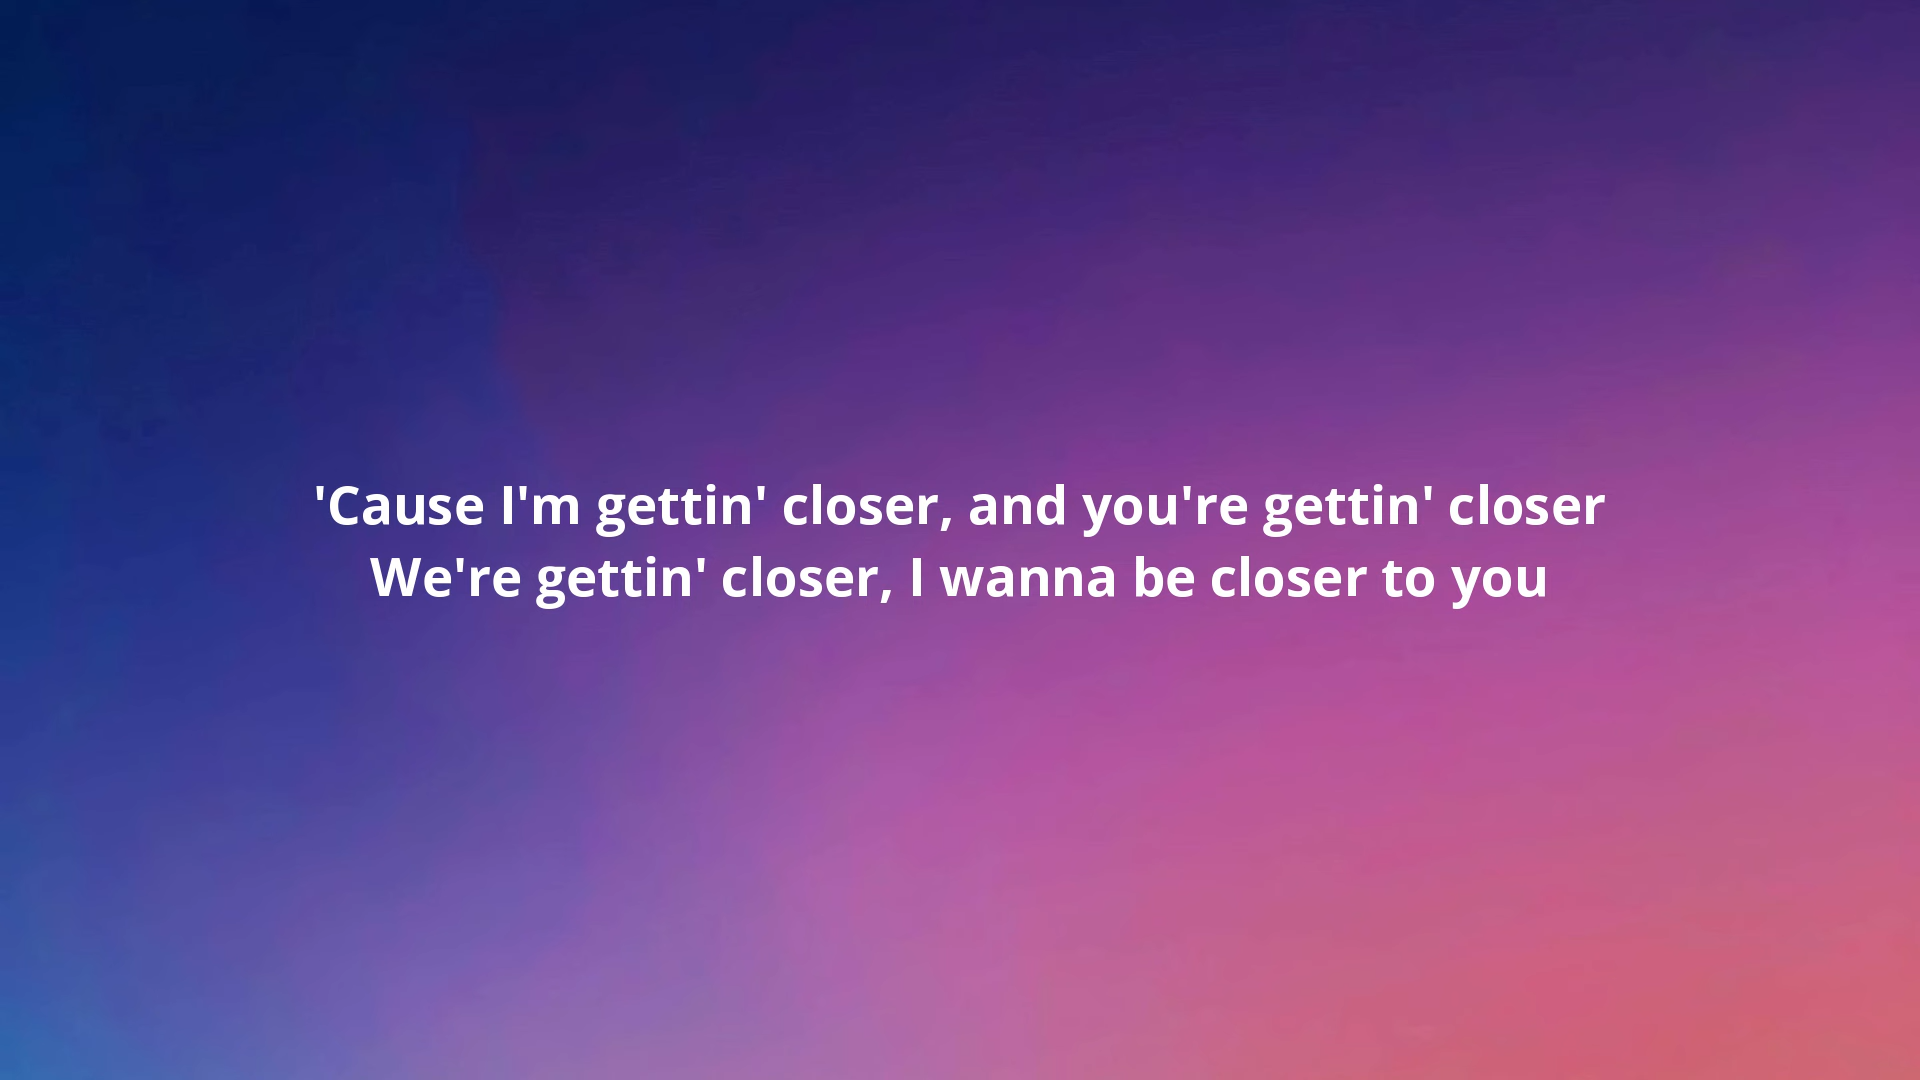 'Cause I'm gettin' closer, and you're gettin' closer
We're gettin' closer, I wanna be closer to you